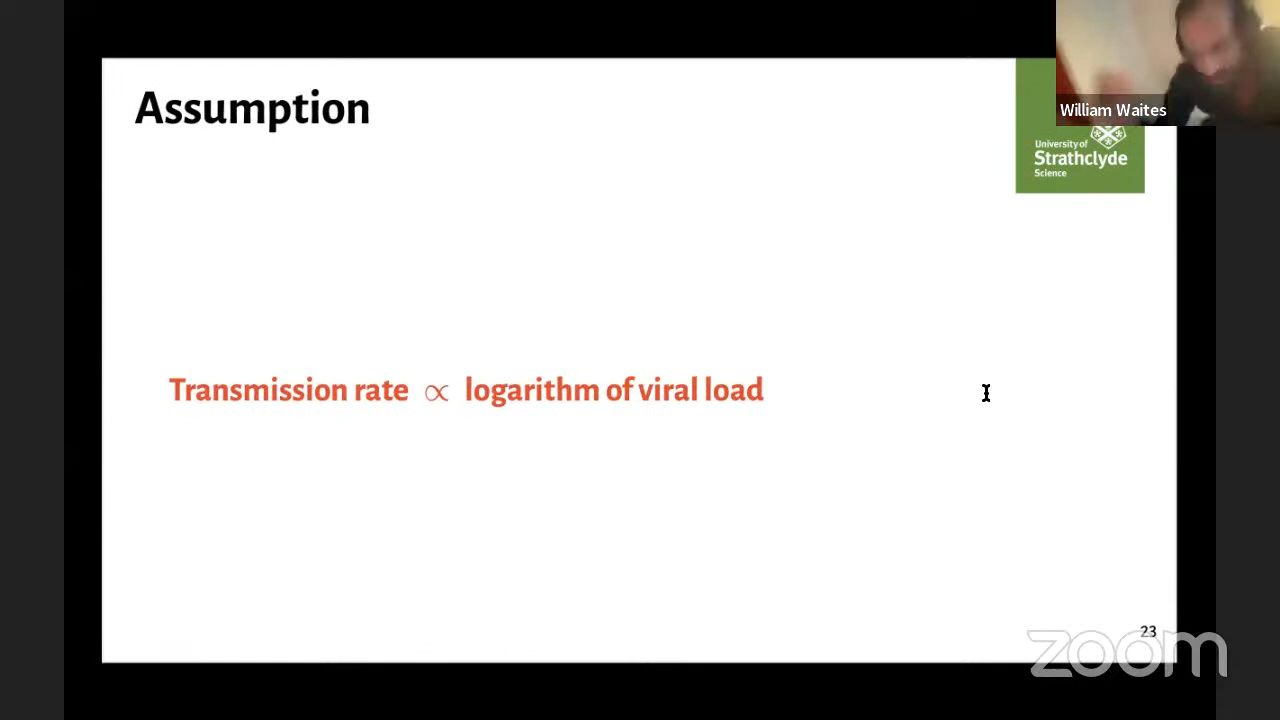 Assumption
William Waites
University of
Strathclyde
Science
Transmission rate ∝ logarithm of viral load
23
zoom